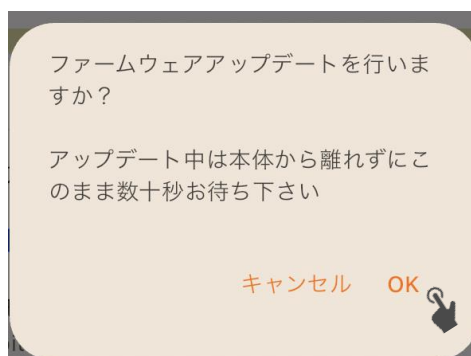 ファームウェアアップデートを行いま
すか？
アップデート中は本体から離れずにこ
のまま数十秒お待ち下さい
キャンセル OK